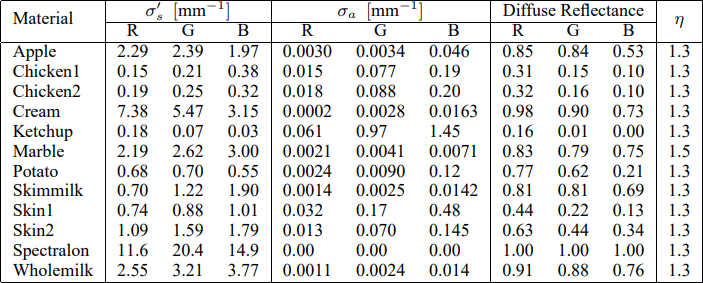 Material σ′s [mm−1] σa [mm−1] Diffuse Reflectance η
R G B R G B R G B
Apple 2.29 2.39 1.97 0.0030 0.0034 0.046 0.85 0.84 0.53 1.3
Chicken1 0.15 0.21 0.38 0.015 0.077 0.19 0.31 0.15 0.10 1.3
Chicken2 0.19 0.25 0.32 0.018 0.088 0.20 0.32 0.16 0.10 1.3
Cream 7.38 5.47 3.15 0.0002 0.0028 0.0163 0.98 0.90 0.73 1.3
Ketchup 0.18 0.07 0.03 0.061 0.97 1.45 0.16 0.01 0.00 1.3
Marble 2.19 2.62 3.00 0.0021 0.0041 0.0071 0.83 0.79 0.75 1.5
Potato 0.68 0.70 0.55 0.0024 0.0090 0.12 0.77 0.62 0.21 1.3
Skimmilk 0.70 1.22 1.90 0.0014 0.0025 0.0142 0.81 0.81 0.69 1.3
Skin1 0.74 0.88 1.01 0.032 0.17 0.48 0.44 0.22 0.13 1.3
Skin2 1.09 1.59 1.79 0.013 0.070 0.145 0.63 0.44 0.34 1.3
Spectralon 11.6 20.4 14.9 0.00 0.00 0.00 1.00 1.00 1.00 1.3
Wholemilk 2.55 3.21 3.77 0.0011 0.0024 0.014 0.91 0.88 0.76 1.3